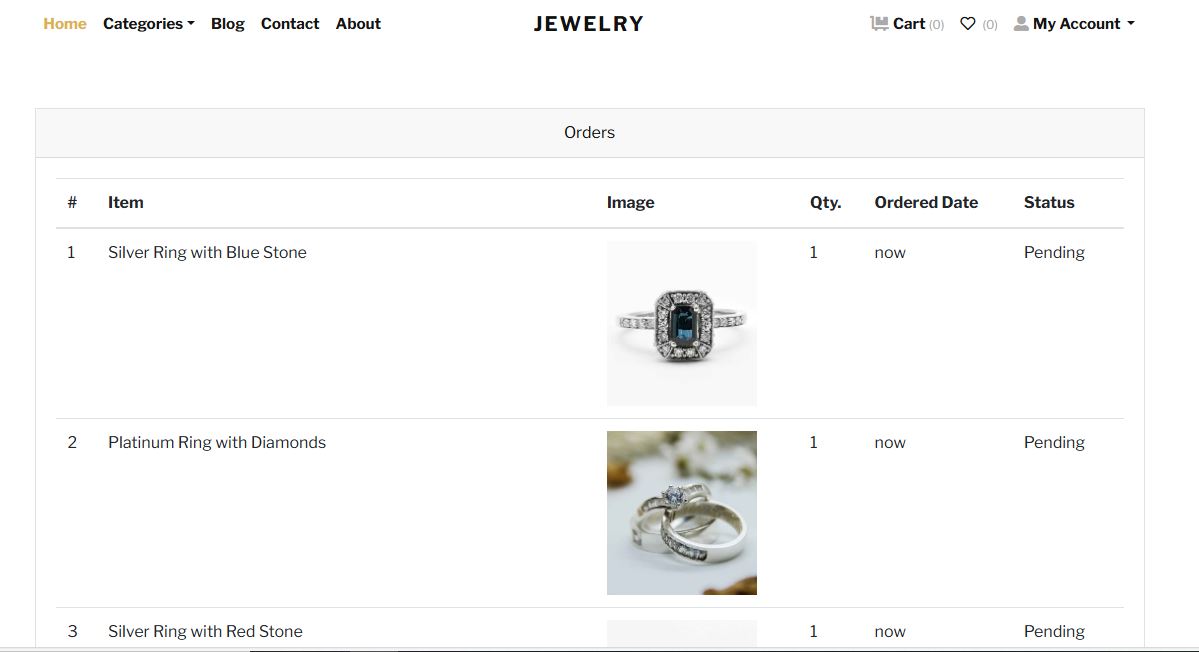 Home Categories Blog Contact About JEWELRY Cart (0) (0) My Account
Orders
# Item Image Qty. Ordered Date Status
1 Silver Ring with Blue Stone 1 now Pending
2 Platinum Ring with Diamonds 1 now Pending
3 Silver Ring with Red Stone 1 now Pending